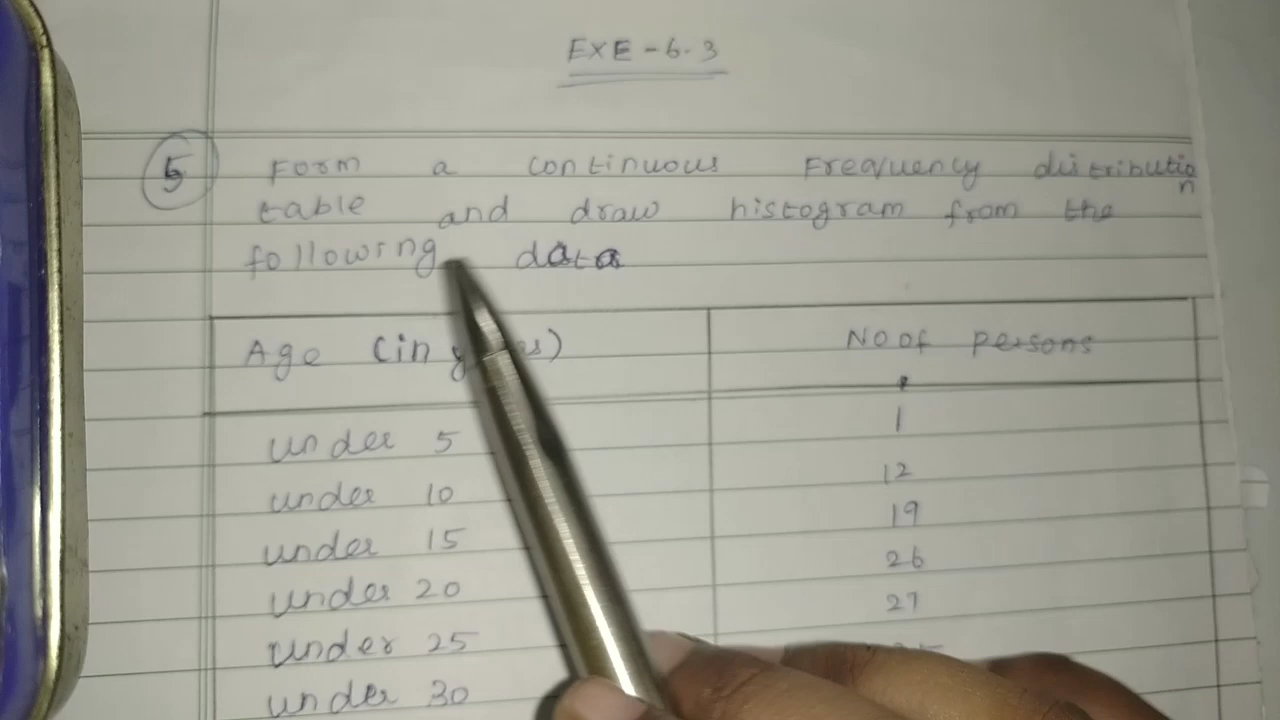 EXE - 6.3
5 Form a continuous Frequency distribution
table and draw histogram from the
following data
Age (in
No of persons
under 5 1
under 10 12
under 15 19
under 20 26
under 25 27
under 30